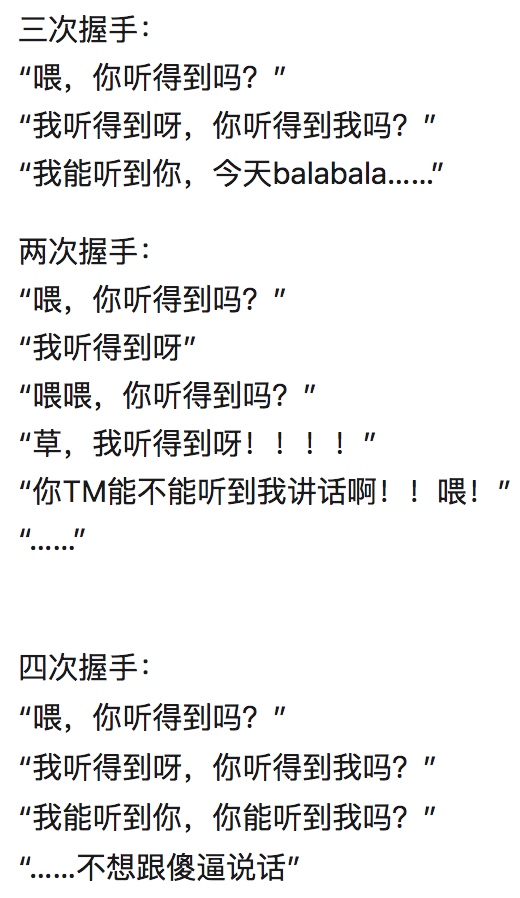 三次握手：
“喂，你听得到吗？”
“我听得到呀，你听得到我吗？”
“我能听到你，今天balabala……”
两次握手：
“喂，你听得到吗？”
“我听得到呀”
“喂喂，你听得到吗？”
“草，我听得到呀！！！！”
“你TM能不能听到我讲话啊！！喂！”
“……”
四次握手：
“喂，你听得到吗？”
“我听得到呀，你听得到我吗？”
“我能听到你，你能听到我吗？”
“……不想跟傻逼说话”